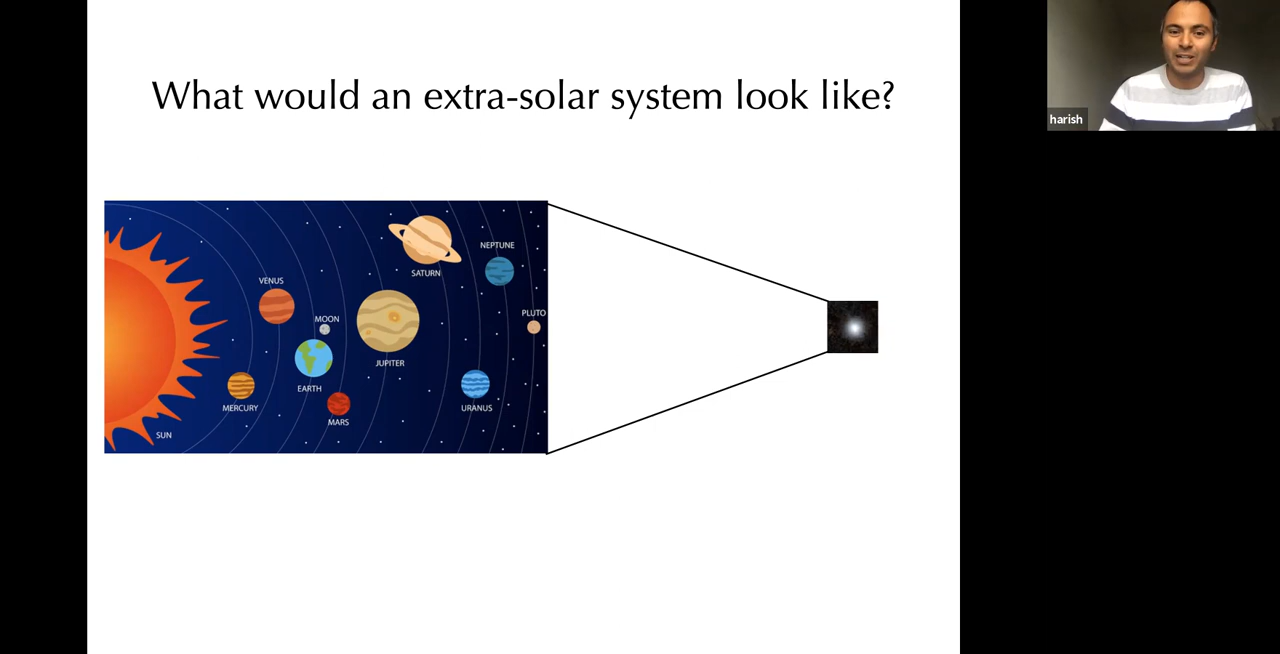 What would an extra-solar system look like?
harish
SATURN
NEPTUNE
VENUS
PLUTO
MOON
JUPITER
EARTH
MERCURY
URANUS
MARS
SUN